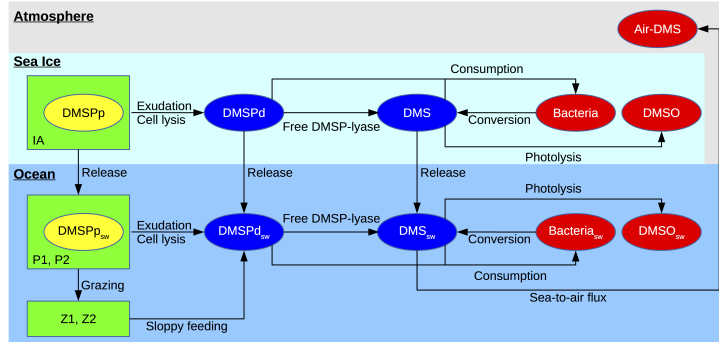 Atmosphere
Air-DMS
Sea Ice
Consumption
DMSPp
Exudation
Cell lysis
DMSPd
Free DMSP-lyase
DMS
Conversion
Bacteria
DMSO
IA
Photolysis
Release
Release
Release
Ocean
Photolysis
DMSPpsw
Exudation
Cell lysis
DMSPdsw
Free DMSP-lyase
DMSsw
Conversion
Bacteriasw
DMSOsw
P1, P2
Consumption
Grazing
Sea-to-air flux
Z1, Z2
Sloppy feeding